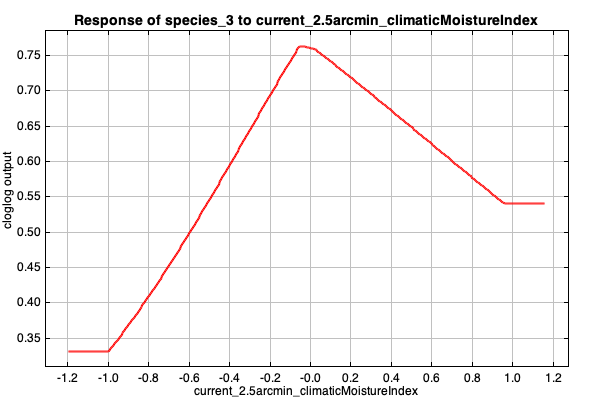 Response of species_3 to current_2.5arcmin_climaticMoistureIndex
0.75
0.70
0.65
0.60
0.55
0.50
0.45
0.40
0.35
cloglog output
-1.2 -1.0 -0.8 -0.6 -0.4 -0.2 -0.0 0.2 0.4 0.6 0.8 1.0 1.2
current_2.5arcmin_climaticMoistureIndex